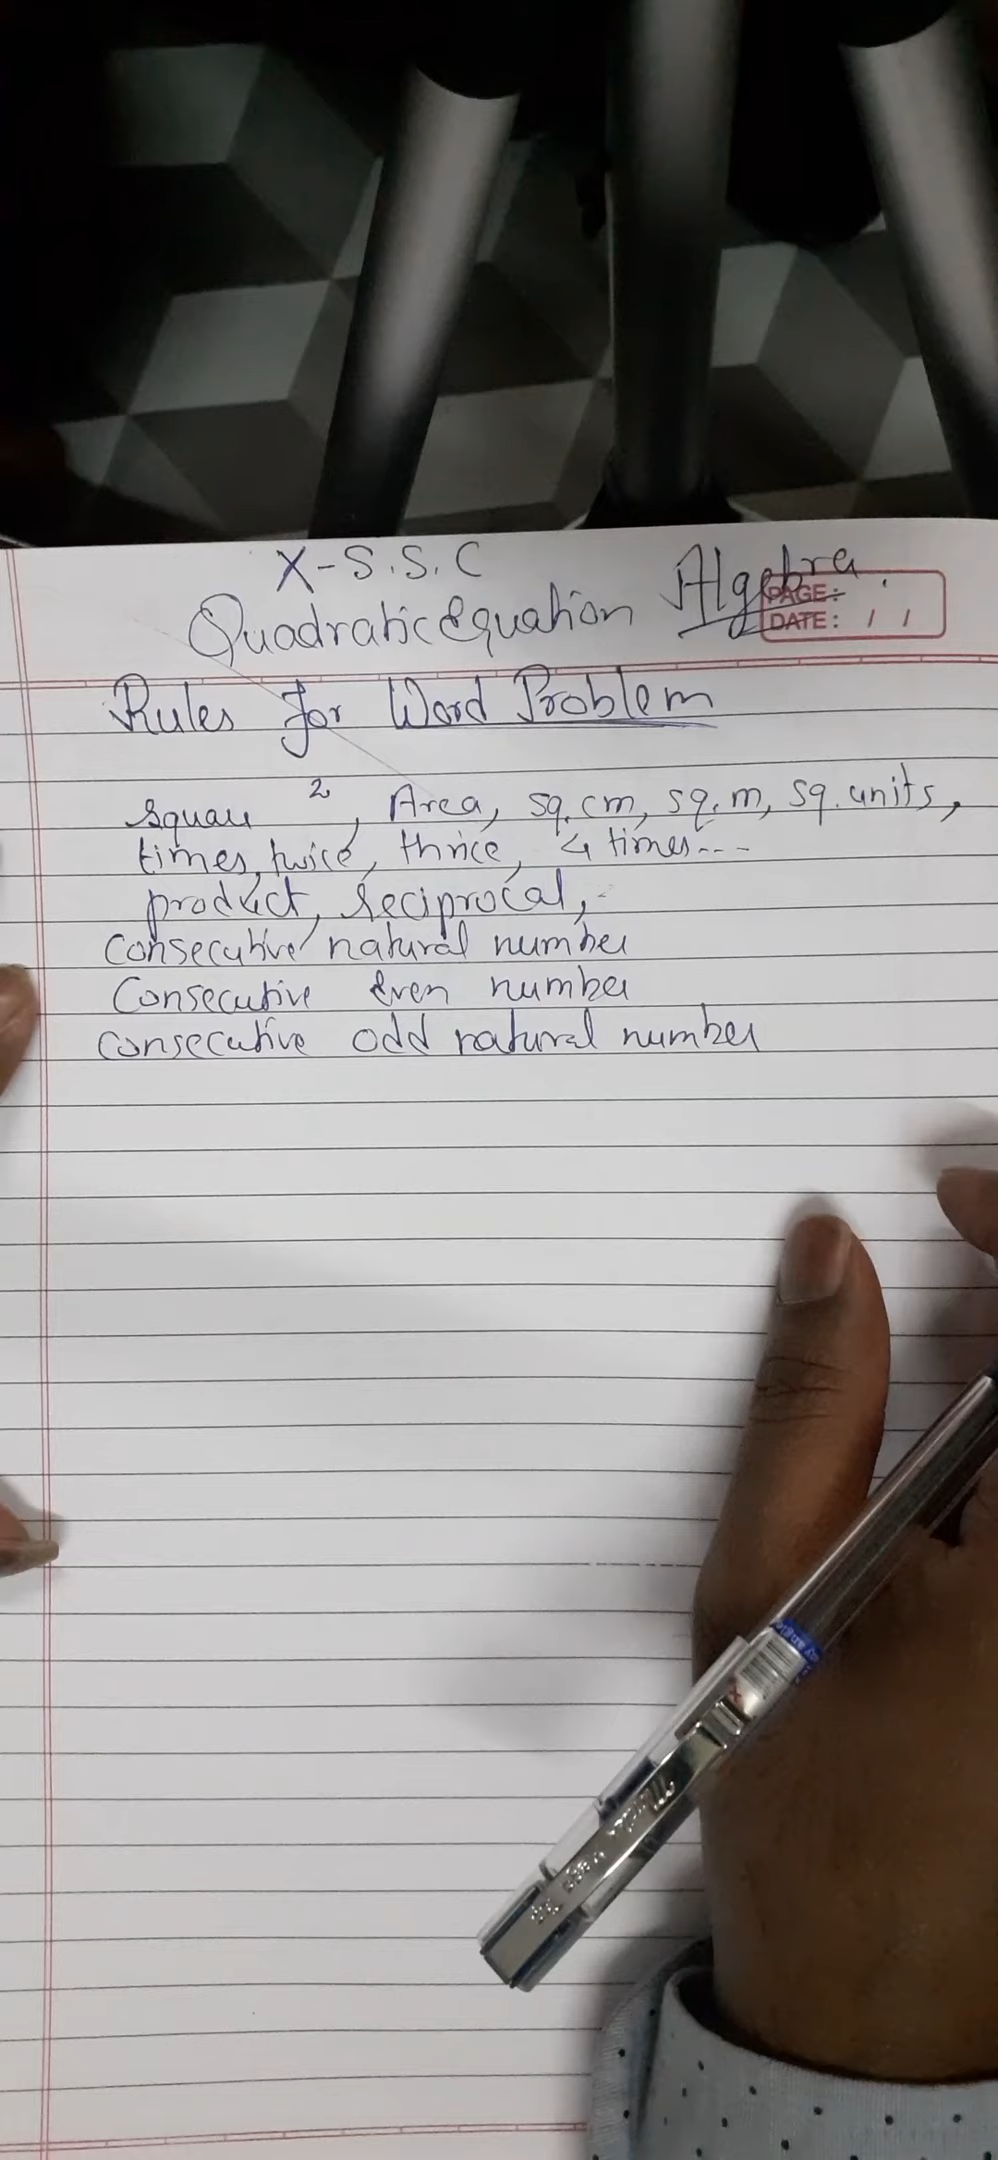 X-S.S.C
Quadratic Equation Algebra
PAGE:
DATE: / /
Rules for Word Problem
square ², Area, sq.cm, sq.m, sq.units,
times, twice, thrice, 4 times---
product, Reciprocal,
Consecutive natural number
Consecutive Even number
Consecutive odd natural number